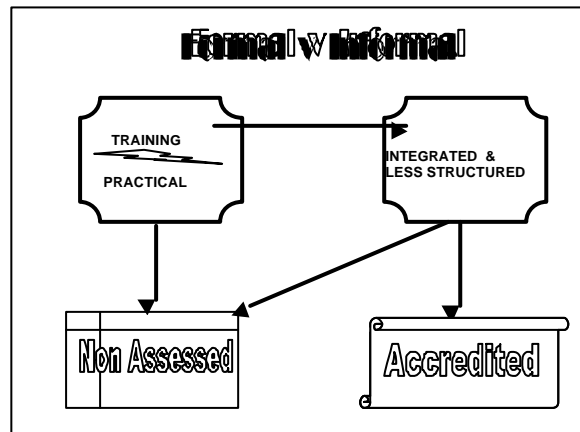 Formal v Informal
TRAINING
PRACTICAL
INTEGRATED &
LESS STRUCTURED
Non Assessed
Accredited